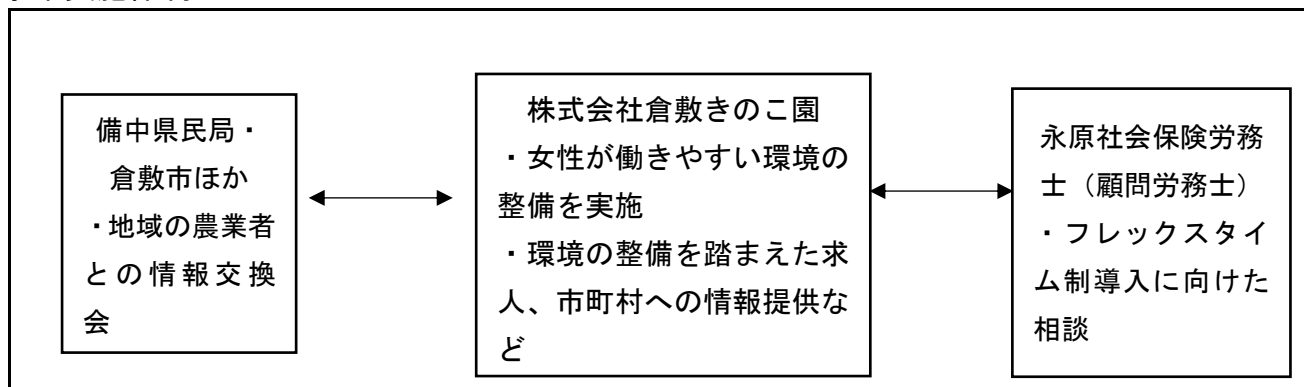 備中県民局・
倉敷市ほか
・地域の農業者
との情報交換
会
株式会社倉敷きのこ園
・女性が働きやすい環境の
整備を実施
・環境の整備を踏まえた求
人、市町村への情報提供な
ど
永原社会保険労務
士（顧問労務士）
・フレックスタイ
ム制導入に向けた
相談